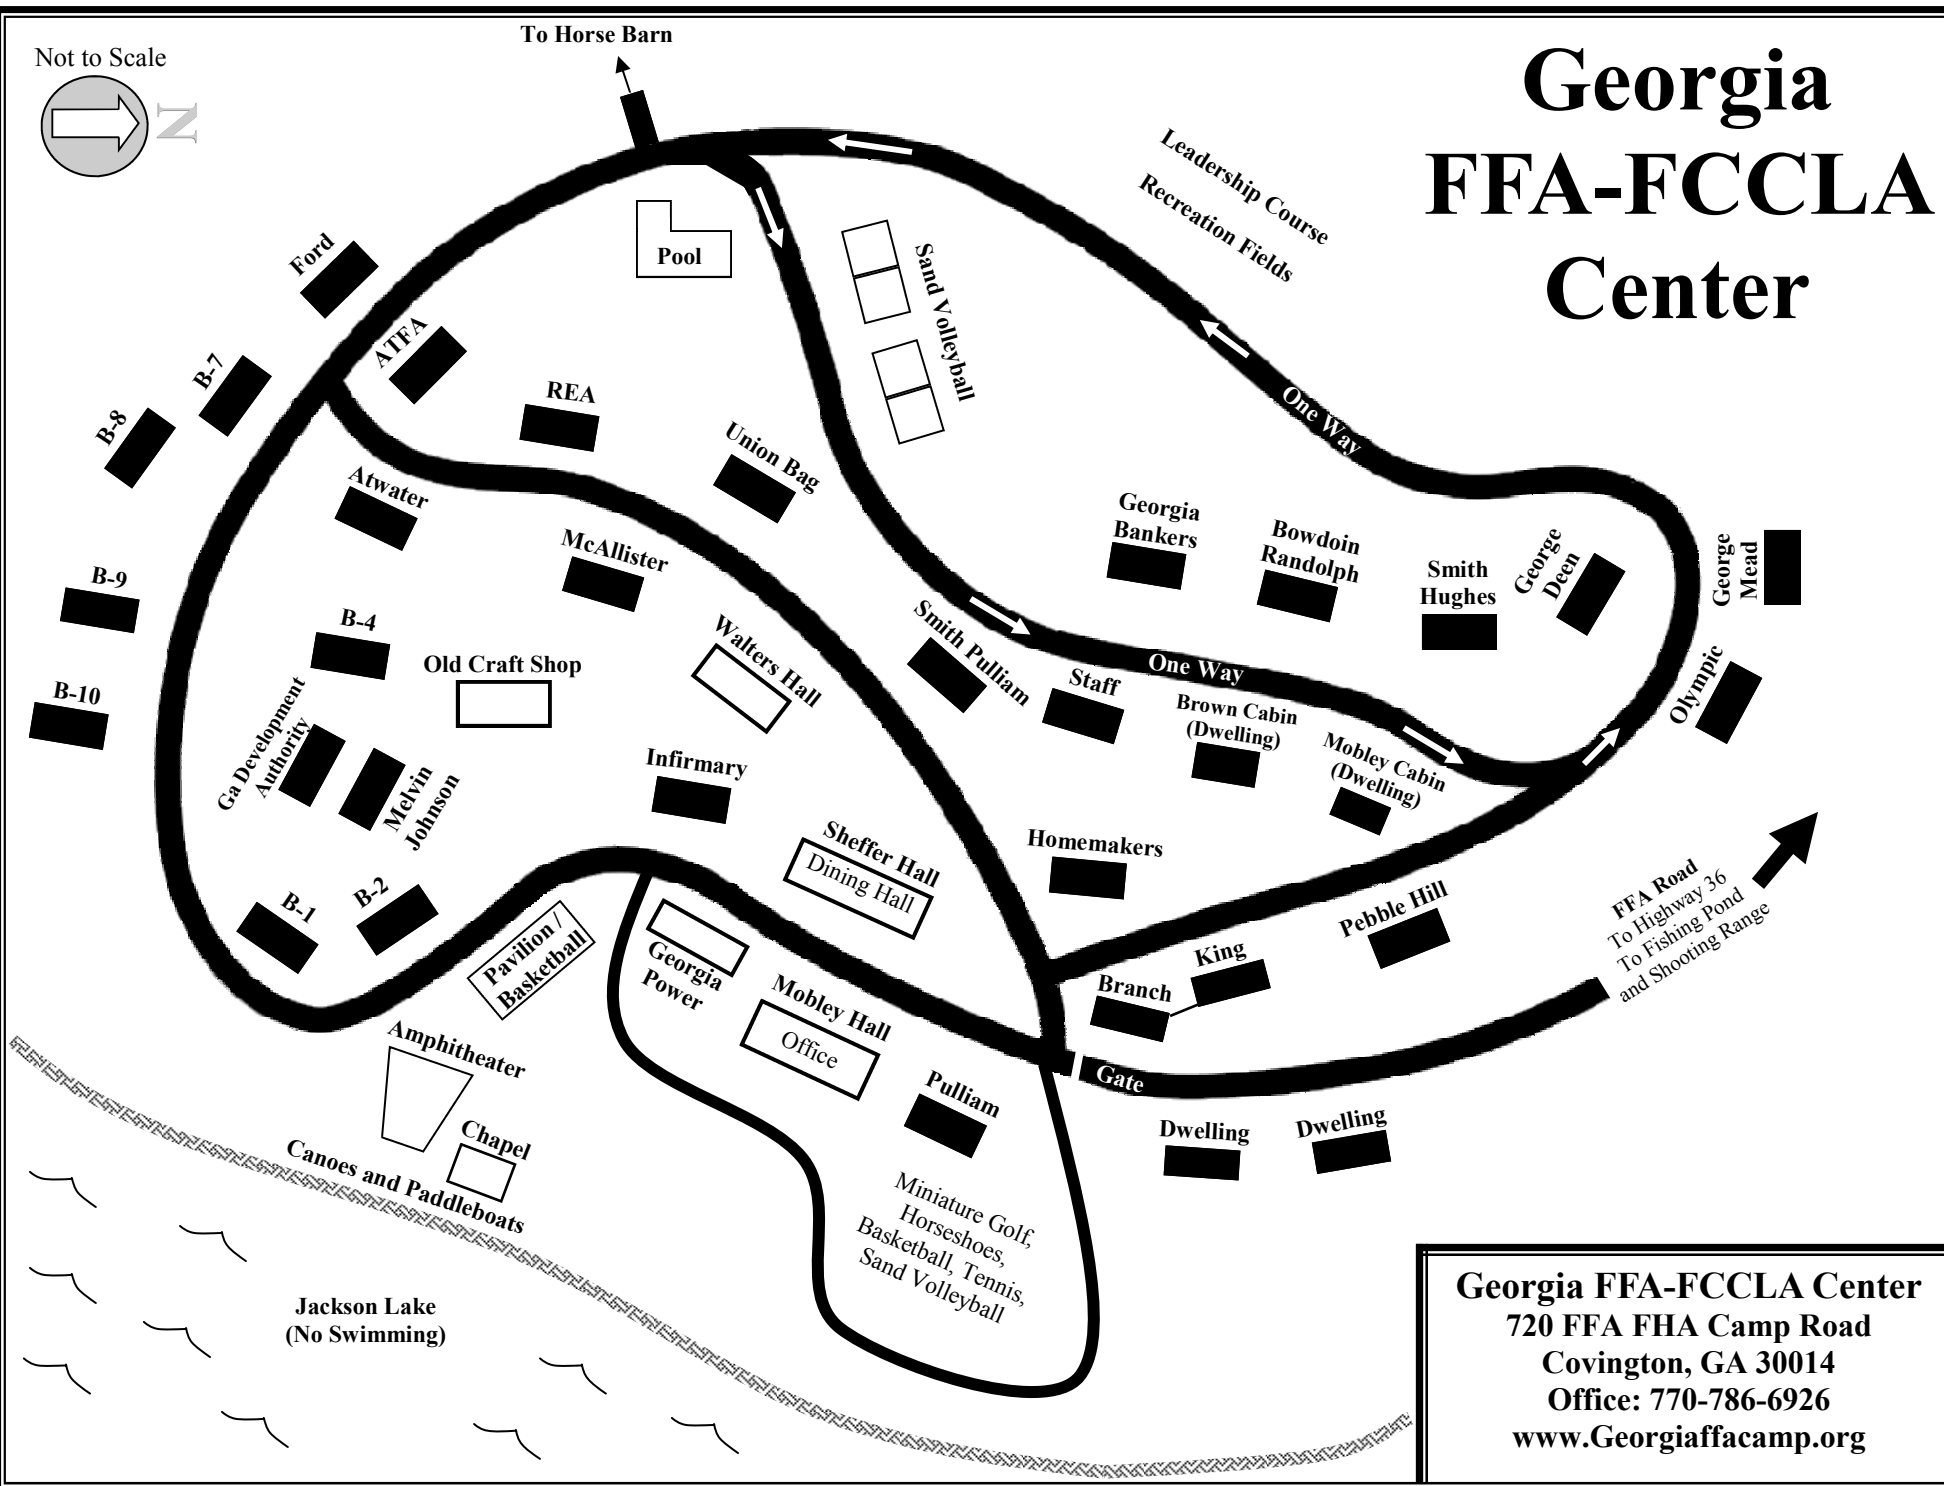 To Horse Barn
Not to Scale
N
Georgia
FFA-FCCLA
Center
Leadership Course
Recreation Fields
Ford
Pool
Sand Volleyball
ATFA
B-7
B-8
REA
Union Bag
One Way
Atwater
McAllister
Georgia
Bankers
Bowdoin
Randolph
Smith
Hughes
George
Deen
George
Mead
B-9
B-4
Old Craft Shop
Walters Hall
Smith Pulliam
Staff
One Way
Brown Cabin
(Dwelling)
Mobley Cabin
(Dwelling)
Olympic
B-10
Ga Development
Authority
Melvin
Johnson
Infirmary
Sheffer Hall
Dining Hall
Homemakers
B-1
B-2
Pavilion /
Basketball
Georgia
Power
Mobley Hall
Office
Branch
King
Pebble Hill
FFA Road
To Highway 36
To Fishing Pond
and Shooting Range
Amphitheater
Chapel
Pulliam
Gate
Dwelling
Dwelling
Canoes and Paddleboats
Miniature Golf,
Horseshoes,
Basketball, Tennis,
Sand Volleyball
Jackson Lake
(No Swimming)
Georgia FFA-FCCLA Center
720 FFA FHA Camp Road
Covington, GA 30014
Office: 770-786-6926
www.Georgiaffacamp.org